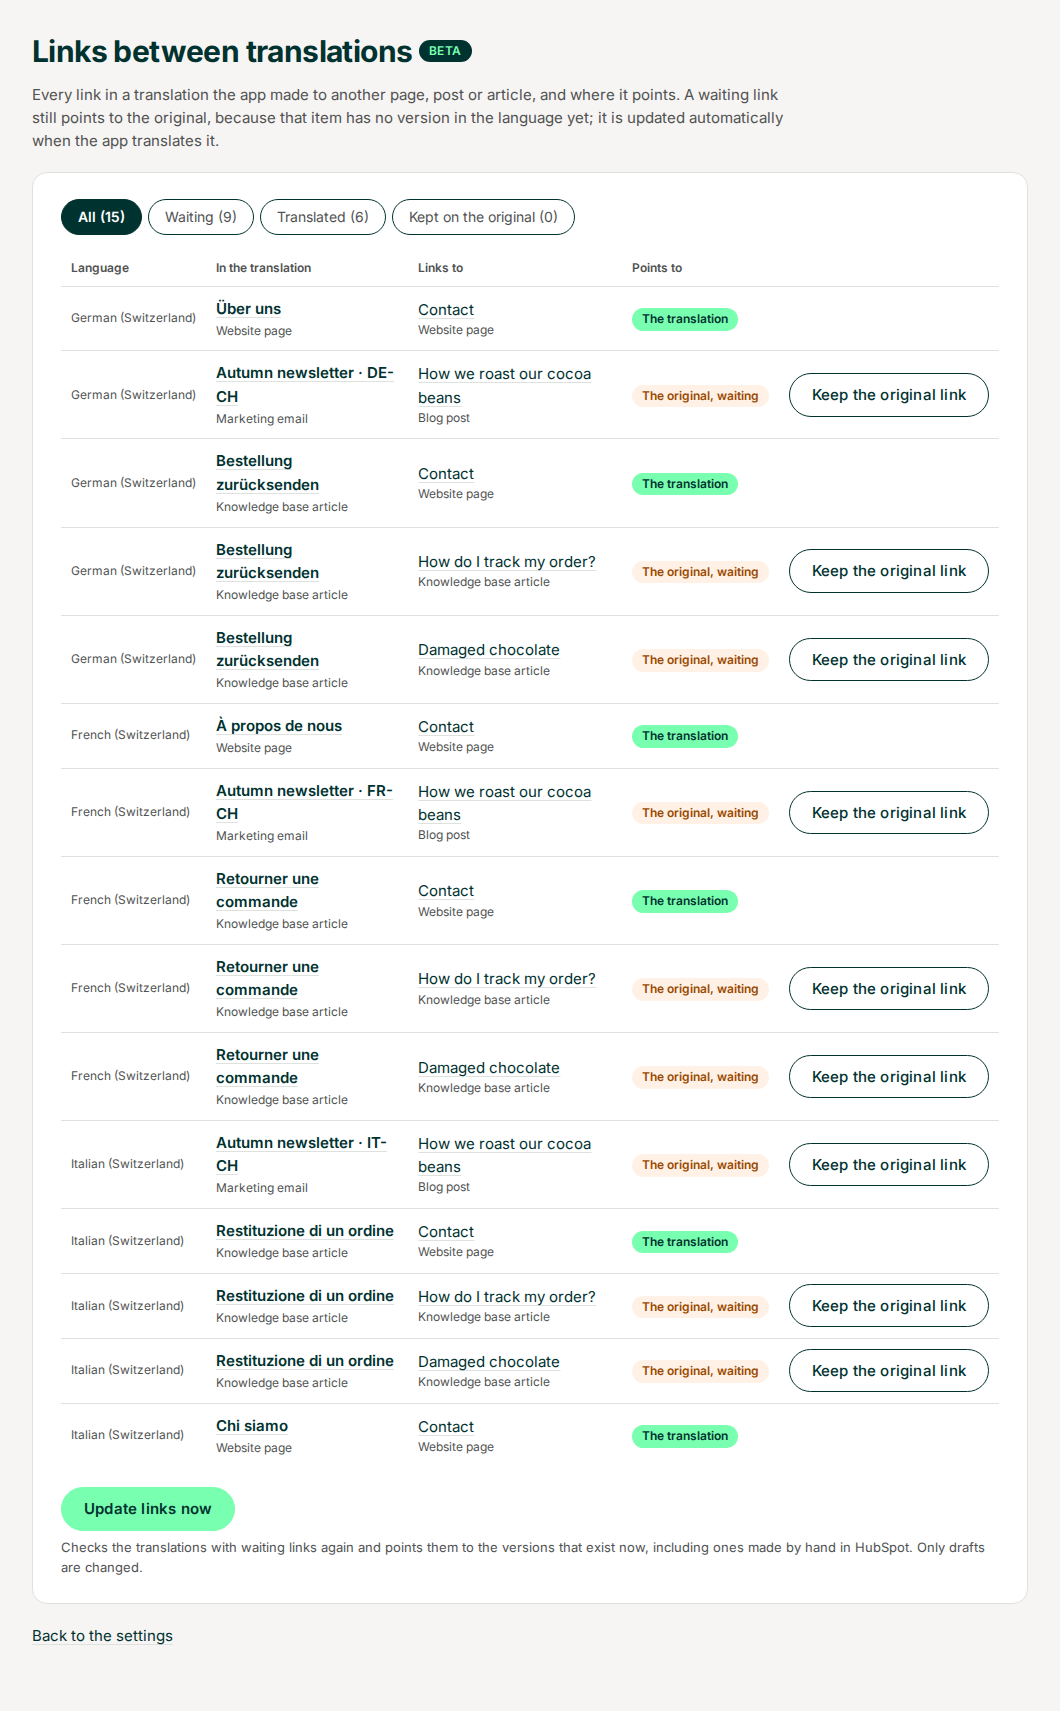 Links between translations BETA
Every link in a translation the app made to another page, post or article, and where it points. A waiting link
still points to the original, because that item has no version in the language yet; it is updated automatically
when the app translates it.
All (15) Waiting (9) Translated (6) Kept on the original (0)
Language In the translation Links to Points to
German (Switzerland) Über uns Contact The translation
Website page Website page
German (Switzerland) Autumn newsletter · DE- How we roast our cocoa The original, waiting Keep the original link
CH beans
Marketing email Blog post
German (Switzerland) Bestellung Contact The translation
zurücksenden Website page
Knowledge base article
German (Switzerland) Bestellung How do I track my order? The original, waiting Keep the original link
zurücksenden Knowledge base article
Knowledge base article
German (Switzerland) Bestellung Damaged chocolate The original, waiting Keep the original link
zurücksenden Knowledge base article
Knowledge base article
French (Switzerland) À propos de nous Contact The translation
Website page Website page
French (Switzerland) Autumn newsletter · FR- How we roast our cocoa The original, waiting Keep the original link
CH beans
Marketing email Blog post
French (Switzerland) Retourner une Contact The translation
commande Website page
Knowledge base article
French (Switzerland) Retourner une How do I track my order? The original, waiting Keep the original link
commande Knowledge base article
Knowledge base article
French (Switzerland) Retourner une Damaged chocolate The original, waiting Keep the original link
commande Knowledge base article
Knowledge base article
Italian (Switzerland) Autumn newsletter · IT- How we roast our cocoa The original, waiting Keep the original link
CH beans
Marketing email Blog post
Italian (Switzerland) Restituzione di un ordine Contact The translation
Knowledge base article Website page
Italian (Switzerland) Restituzione di un ordine How do I track my order? The original, waiting Keep the original link
Knowledge base article Knowledge base article
Italian (Switzerland) Restituzione di un ordine Damaged chocolate The original, waiting Keep the original link
Knowledge base article Knowledge base article
Italian (Switzerland) Chi siamo Contact The translation
Website page Website page
Update links now
Checks the translations with waiting links again and points them to the versions that exist now, including ones made by hand in HubSpot. Only drafts
are changed.
Back to the settings